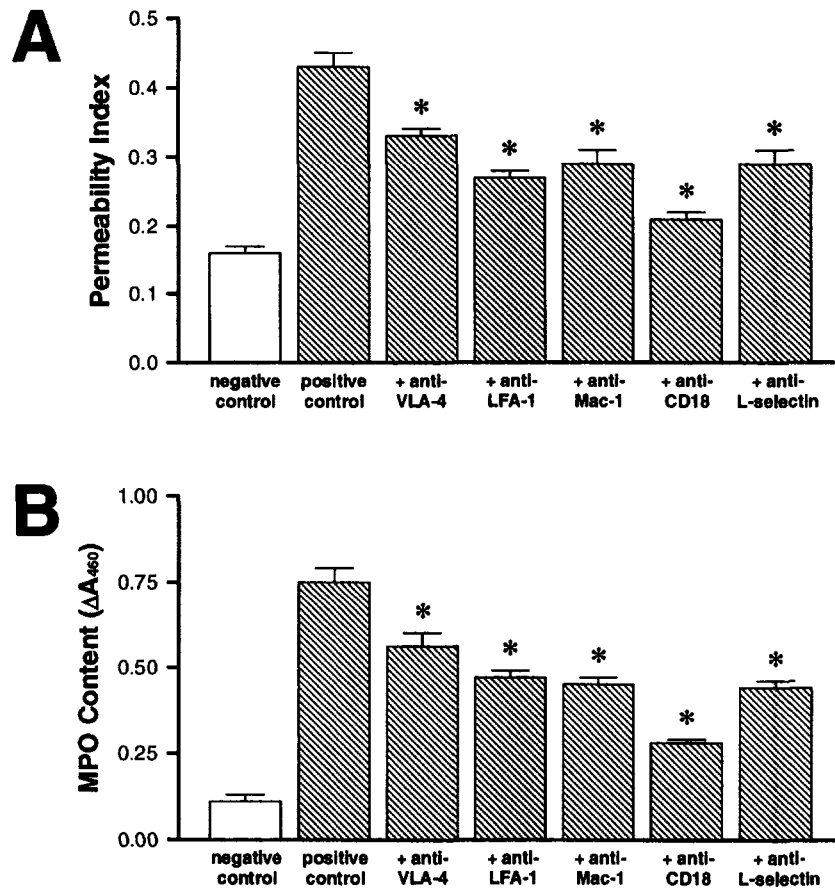 A
Permeability Index
0.5
0.4
0.3
0.2
0.1
0.0
*
*
*
*
*
negative control
positive control
+ anti-VLA-4
+ anti-LFA-1
+ anti-Mac-1
+ anti-CD18
+ anti-L-selectin
B
MPO Content (ΔA460)
1.00
0.75
0.50
0.25
0.00
*
*
*
*
*
negative control
positive control
+ anti-VLA-4
+ anti-LFA-1
+ anti-Mac-1
+ anti-CD18
+ anti-L-selectin